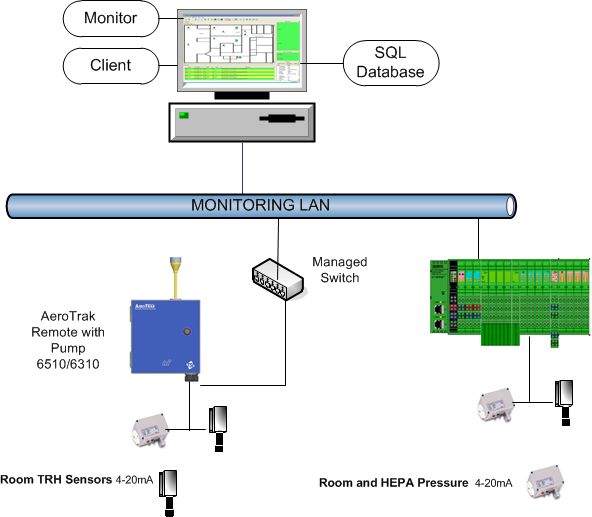 Monitor
Client
SQL
Database
MONITORING LAN
Managed
Switch
AeroTrak
Remote with
Pump
6510/6310
AEROTRAK
Room TRH Sensors 4-20mA
Room and HEPA Pressure 4-20mA